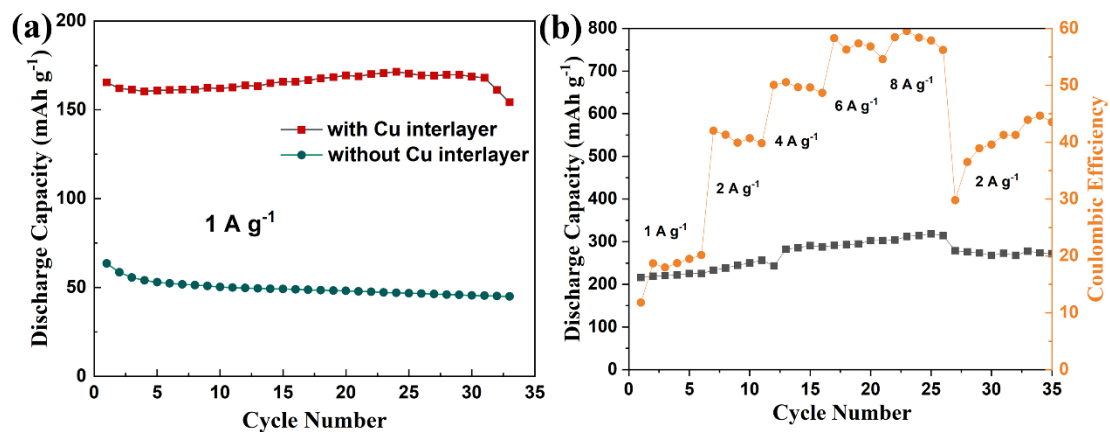 (a)
200
150
100
50
0
Discharge Capacity (mAh g⁻¹)
with Cu interlayer
without Cu interlayer
1 A g⁻¹
0 5 10 15 20 25 30 35
Cycle Number
(b)
800
700
600
500
400
300
200
100
0
Discharge Capacity (mAh g⁻¹)
1 A g⁻¹
2 A g⁻¹
4 A g⁻¹
6 A g⁻¹
8 A g⁻¹
2 A g⁻¹
60
50
40
30
20
10
0
Coulombic Efficiency
0 5 10 15 20 25 30 35
Cycle Number